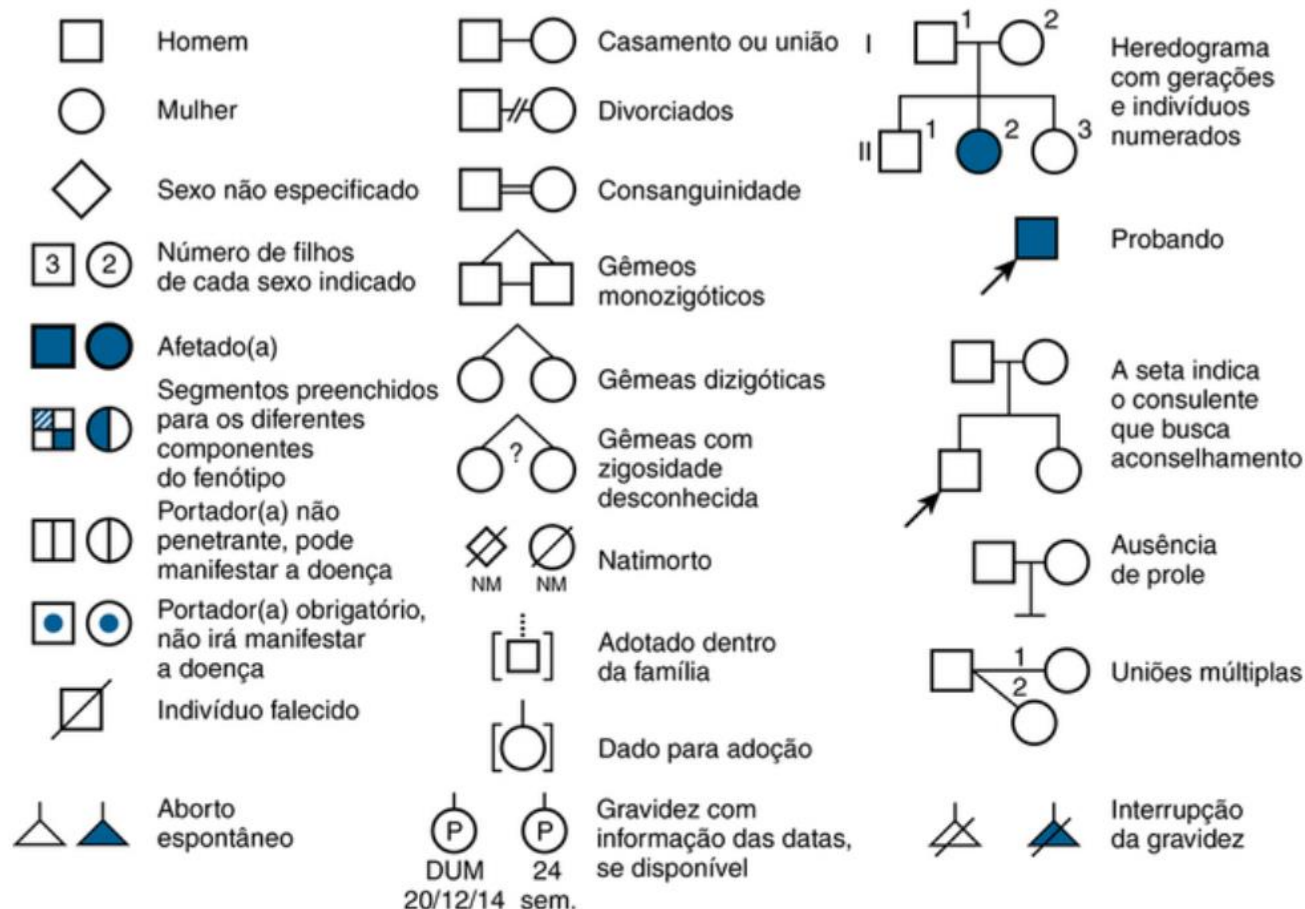 Homem
Mulher
Sexo não especificado
3 2
Número de filhos
de cada sexo indicado
Afetado(a)
Segmentos preenchidos
para os diferentes
componentes
do fenótipo
Portador(a) não
penetrante, pode
manifestar a doença
Portador(a) obrigatório,
não irá manifestar
a doença
Indivíduo falecido
Aborto
espontâneo
Casamento ou união
Divorciados
Consanguinidade
Gêmeos
monozigóticos
Gêmeas dizigóticas
?
Gêmeas com
zigosidade
desconhecida
NM NM
Natimorto
Adotado dentro
da família
Dado para adoção
P P
DUM 24
20/12/14 sem.
Gravidez com
informação das datas,
se disponível
I 1 2
II 1 2 3
Heredograma
com gerações
e indivíduos
numerados
Probando
A seta indica
o consulente
que busca
aconselhamento
Ausência
de prole
1
2
Uniões múltiplas
Interrupção
da gravidez